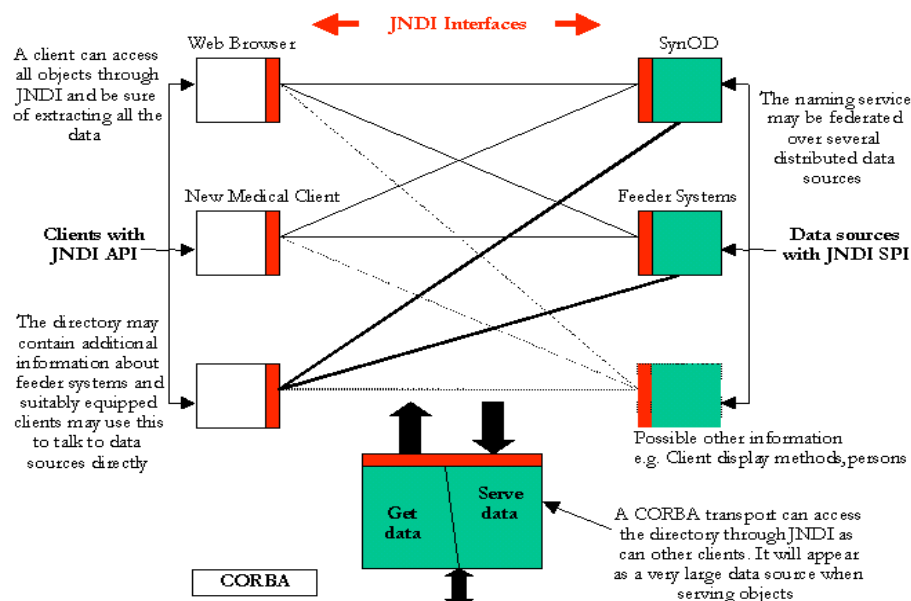 JNDI Interfaces
Web Browser
SynOD
A client can access
all objects through
JNDI and be sure
of extracting all the
data
The naming service
may be federated
over several
distributed data
sources
New Medical Client
Feeder Systems
Clients with
JNDI API
Data sources
with JNDI SPI
The directory may
contain additional
information about
feeder systems and
suitably equipped
clients may use this
to talk to data
sources directly
Possible other information
e.g. Client display methods, persons
Get
data
Serve
data
A CORBA transport can access
the directory through JNDI as
can other clients. It will appear
as a very large data source when
serving objects
CORBA